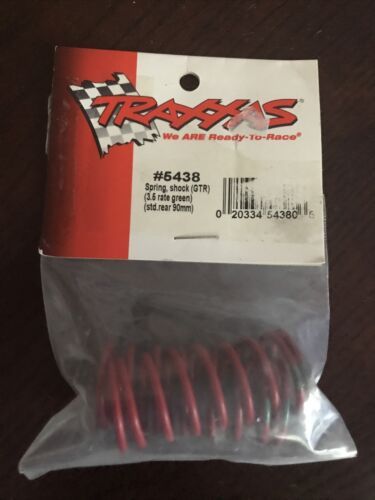 TRAXXAS
We ARE Ready-To-Race®
#5438
Spring, shock (GTR)
(3.6 rate green)
(std.rear 90mm)
0 20334 54380 5